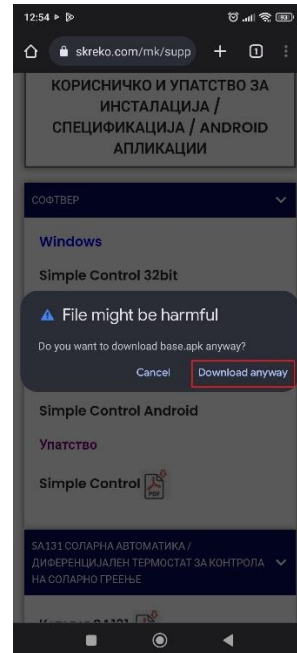 12:54
skreko.com/mk/supp
1
КОРИСНИЧКО И УПАТСТВО ЗА
ИНСТАЛАЦИЈА /
СПЕЦИФИКАЦИЈА / ANDROID
АПЛИКАЦИИ
СОФТВЕР
Windows
Simple Control 32bit
File might be harmful
Do you want to download base.apk anyway?
Cancel Download anyway
Simple Control Android
Упатство
Simple Control PDF
SA131 СОЛАРНА АВТОМАТИКА /
ДИФЕРЕНЦИЈАЛЕН ТЕРМОСТАТ ЗА КОНТРОЛА
НА СОЛАРНО ГРЕЕЊЕ